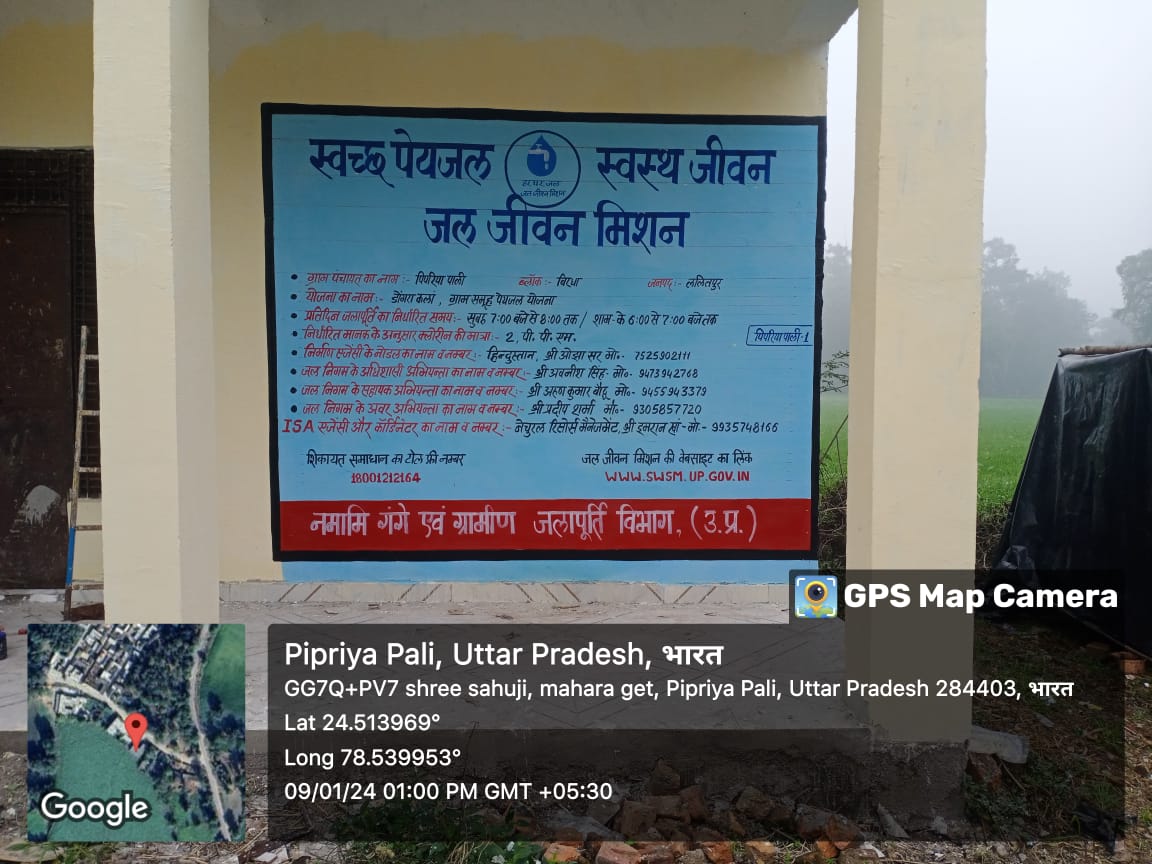 स्वच्छ पेयजल स्वस्थ जीवन
हर घर जल
जल जीवन मिशन
जल जीवन मिशन
• ग्राम पंचायत का नाम :- पिपरिया पाली ब्लॉक :- बिरधा जनपद :- ललितपुर
• योजना का नाम :- डोंगरा कला , ग्राम समूह पेयजल योजना
• प्रतिदिन जलापूर्ति का निर्धारित समय:- सुबह 7:00 बजे से 8:00 तक / शाम-के 6:00 से 7:00 बजे तक
• निर्धारित मानक के अनुसार क्लोरीन की मात्रा:- 2, पी. पी. एम.
पिपरिया पाली-1
• निर्माण एजेंसी के नोडल का नाम व नम्बर :- हिन्दुस्तान, श्री ओझा सर मो.- 7525902111
• जल निगम के अधिशाषी अभियन्ता का नाम व नम्बर :- श्री अवनीश सिंह- मो०- 9473942768
• जल निगम के सहायक अभियन्ता का नाम व नम्बर :- श्री अरुण कुमार मो०- 9455943379
• जल निगम के अवर अभियन्ता का नाम व नम्बर:- श्री प्रदीप शर्मा मो०- 9305857720
ISA एजेंसी और कॉर्डिनेटर का नाम व नम्बर :- नेचुरल रिसोर्स मैनेजमेंट, श्री इमरान खां -मो.- 9935748166
शिकायत समाधान का टोल फ्री नम्बर
18001212164
जल जीवन मिशन की वेबसाइट का लिंक
WWW.SWSM.UP.GOV.IN
नमामि गंगे एवं ग्रामीण जलापूर्ति विभाग, (उ.प्र.)
GPS Map Camera
Pipriya Pali, Uttar Pradesh, भारत
GG7Q+PV7 shree sahuji, mahara get, Pipriya Pali, Uttar Pradesh 284403, भारत
Lat 24.513969°
Long 78.539953°
09/01/24 01:00 PM GMT +05:30
Google